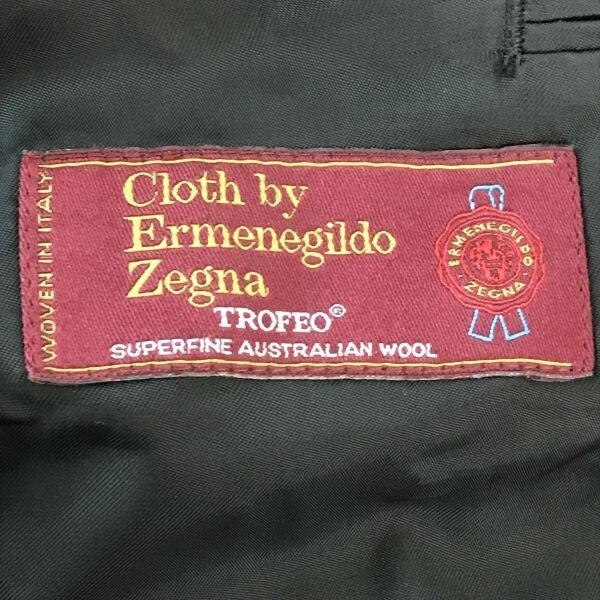 WOVEN IN ITALY
Cloth by
Ermenegildo
Zegna
TROFEO®
SUPERFINE AUSTRALIAN WOOL
ERMENEGILDO
ZEGNA